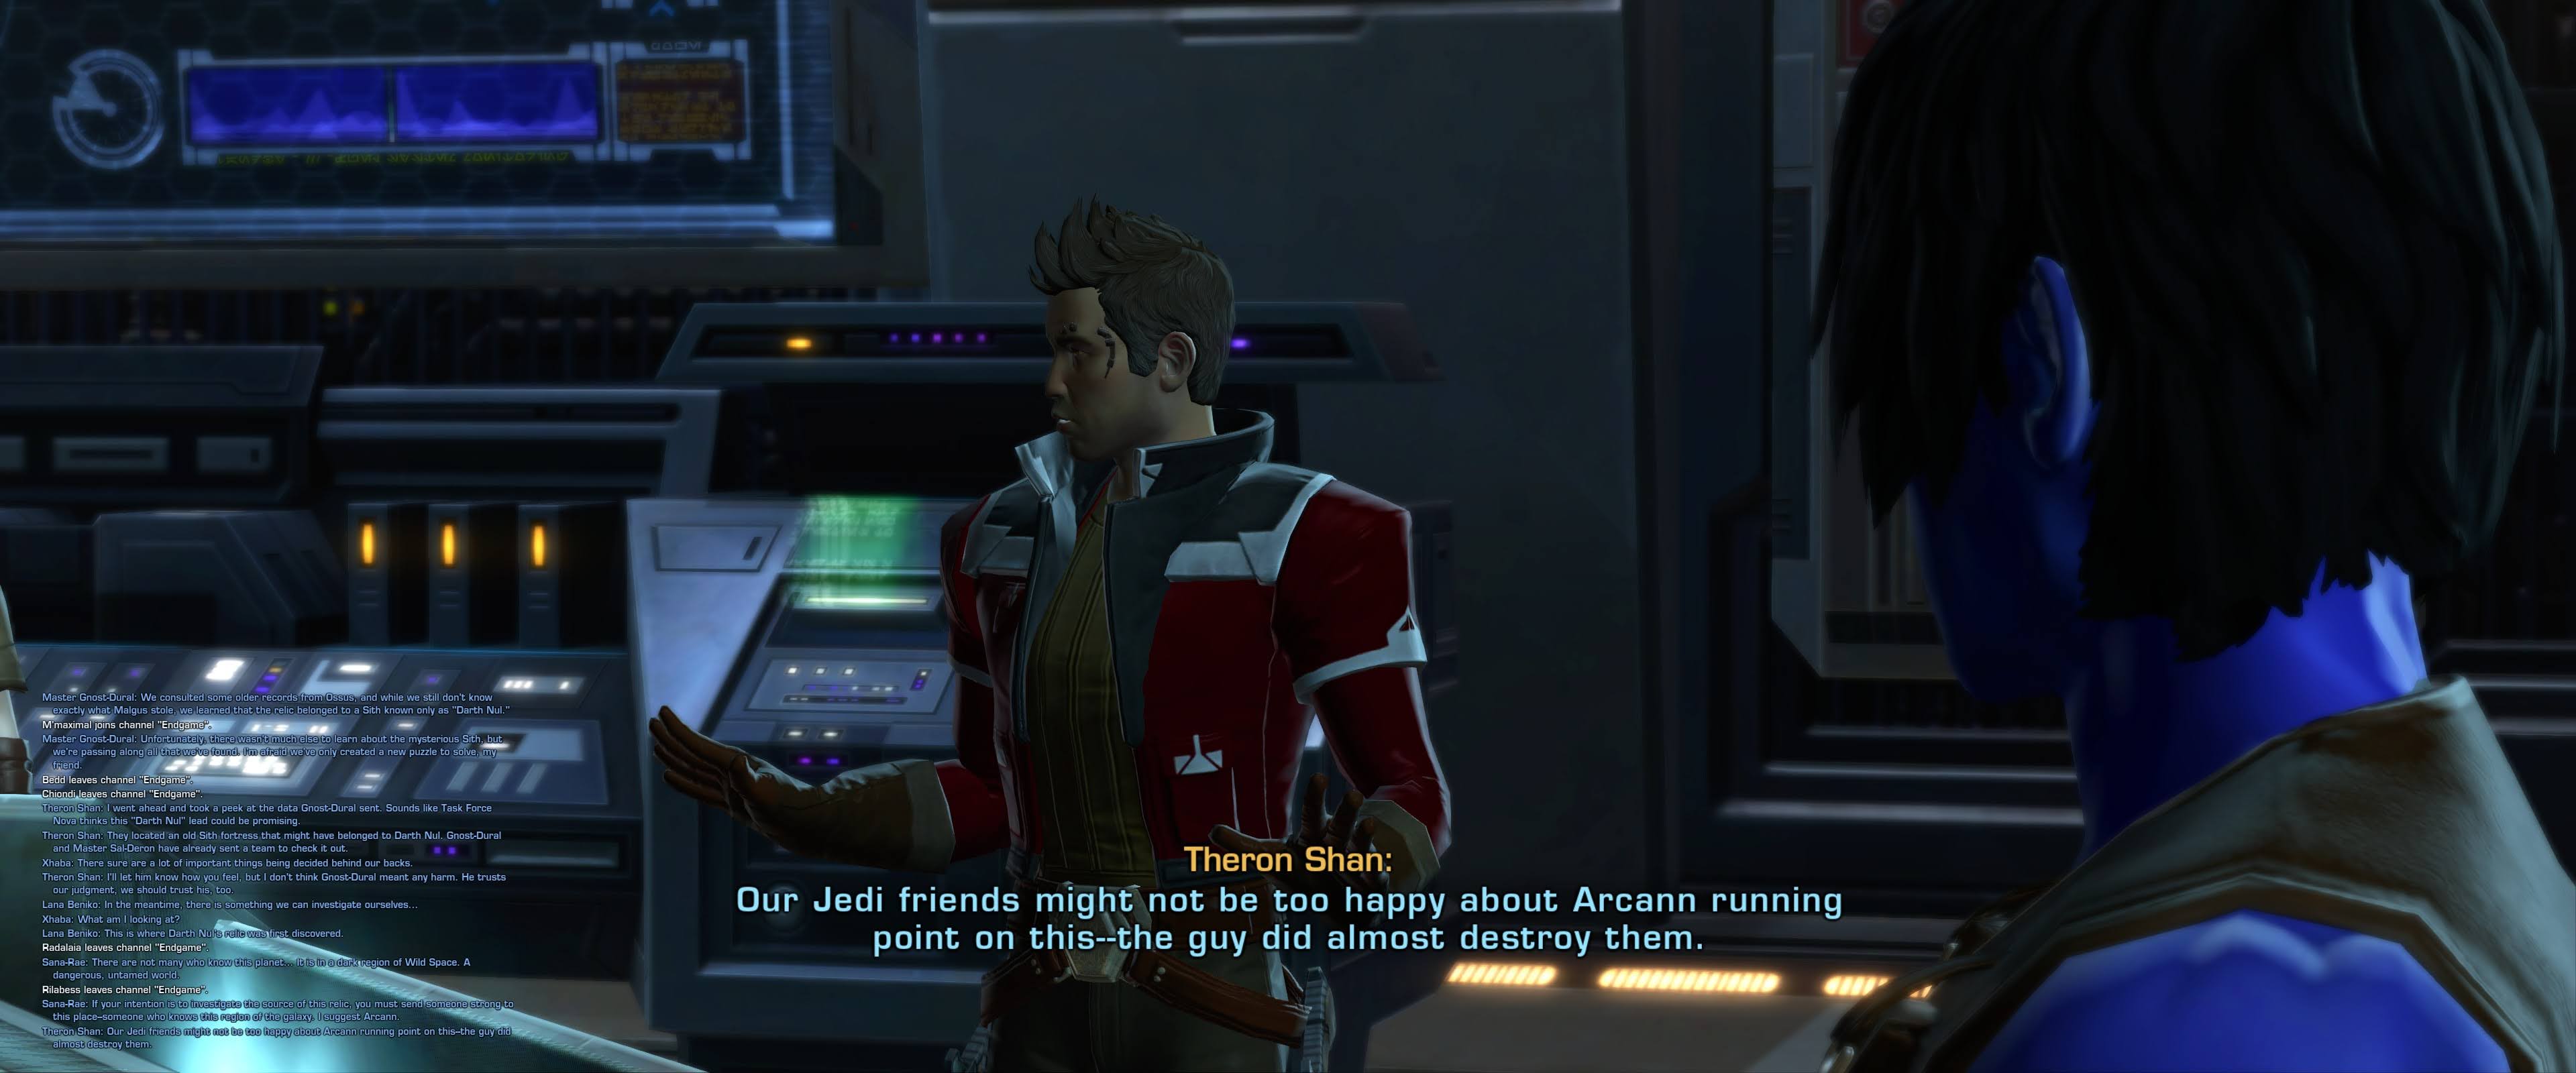 Master Gnost-Dural: We consulted some older records from Ossus, and while we still don't know
exactly what Malgus stole, we learned that the relic belonged to a Sith known only as "Darth Nul."
M'maximal joins channel "Endgame".
Master Gnost-Dural: Unfortunately, there wasn't much else to learn about the mysterious Sith, but
we're passing along all that we've found. I'm afraid we've only created a new puzzle to solve, my
friend.
Bedd leaves channel "Endgame".
Chiondi leaves channel "Endgame".
Theron Shan: I went ahead and took a peek at the data Gnost-Dural sent. Sounds like Task Force
Nova thinks this "Darth Nul" lead could be promising.
Theron Shan: They located an old Sith fortress that might have belonged to Darth Nul. Gnost-Dural
and Master Sal-Deron have already sent a team to check it out.
Xhaba: There sure are a lot of important things being decided behind our backs.
Theron Shan: I'll let him know how you feel, but I don't think Gnost-Dural meant any harm. He trusts
our judgment, we should trust his, too.
Lana Beniko: In the meantime, there is something we can investigate ourselves...
Xhaba: What am I looking at?
Lana Beniko: This is where Darth Nul's relic was first discovered.
Radalaia leaves channel "Endgame".
Sana-Rae: There are not many who know this planet... It is in a dark region of Wild Space. A
dangerous, untamed world.
Rilabess leaves channel "Endgame".
Sana-Rae: If your intention is to investigate the source of this relic, you must send someone strong to
this place--someone who knows this region of the galaxy. I suggest Arcann.
Theron Shan: Our Jedi friends might not be too happy about Arcann running point on this--the guy did
almost destroy them.
Theron Shan:
Our Jedi friends might not be too happy about Arcann running
point on this--the guy did almost destroy them.